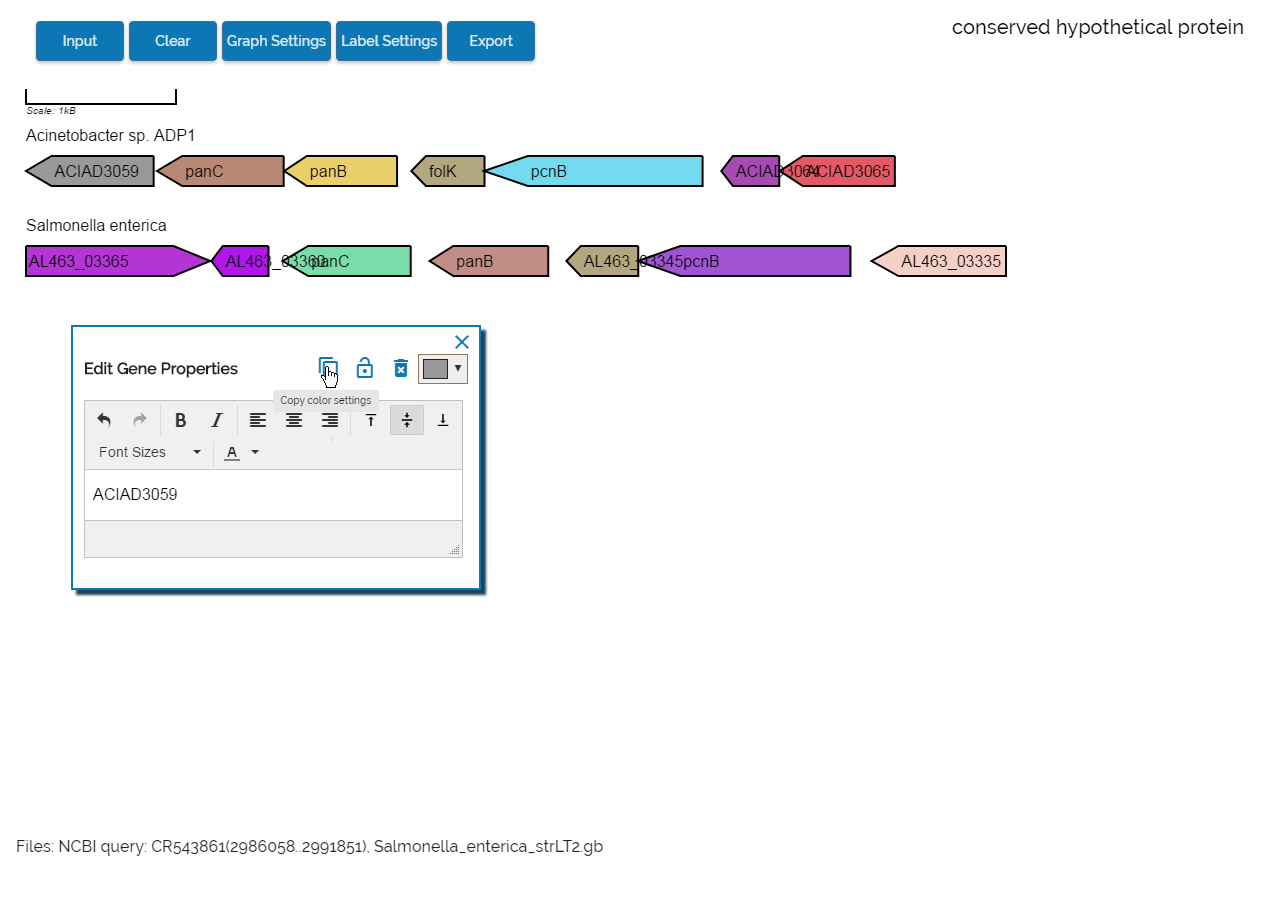 Input Clear Graph Settings Label Settings Export
conserved hypothetical protein
Scale: 1kB
Acinetobacter sp. ADP1
ACIAD3059 panC panB folK pcnB ACIAD3064 ACIAD3065
Salmonella enterica
AL463_03365 AL463_03360 panC panB AL463_03345 pcnB AL463_03335
Edit Gene Properties
Copy color settings
B I
Font Sizes A
ACIAD3059
Files: NCBI query: CR543861(2986058..2991851), Salmonella_enterica_strLT2.gb